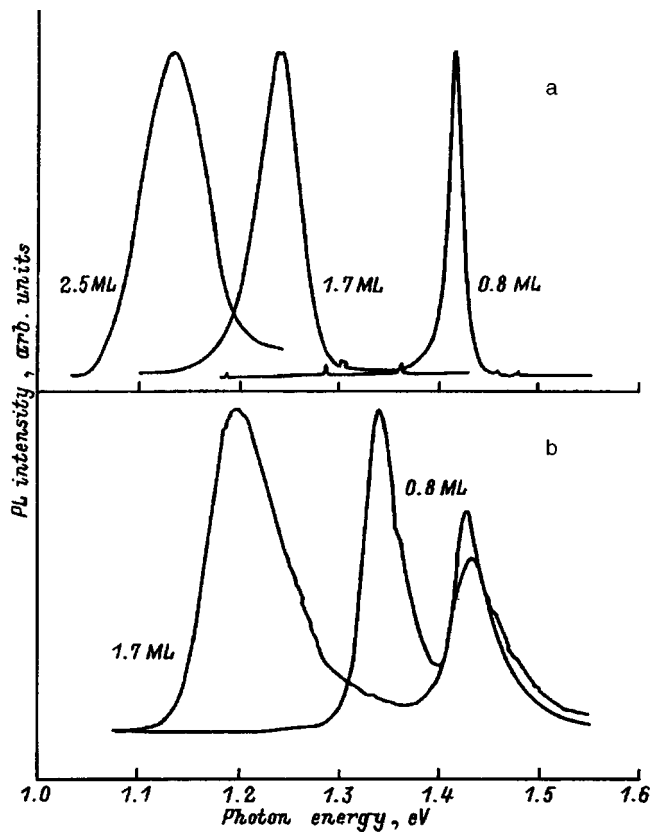 a
2.5 ML
1.7 ML
0.8 ML
PL intensity, arb. units
b
0.8 ML
1.7 ML
1.0 1.1 1.2 1.3 1.4 1.5 1.6
Photon energy, eV